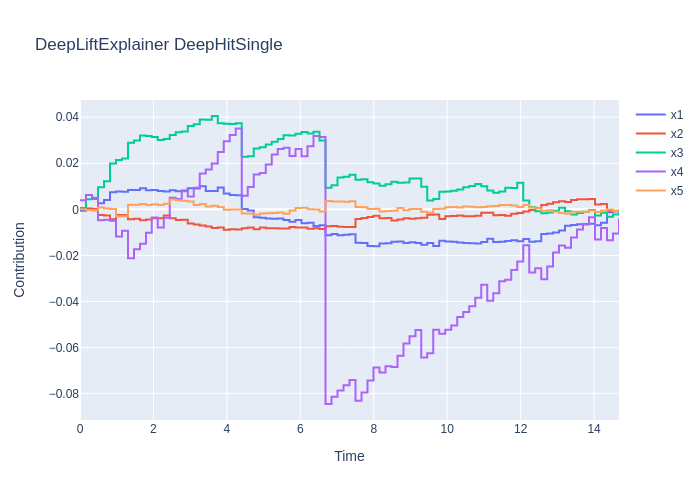 DeepLiftExplainer DeepHitSingle
0.04
0.02
0
−0.02
−0.04
−0.06
−0.08
0 2 4 6 8 10 12 14
Time
Contribution
x1
x2
x3
x4
x5